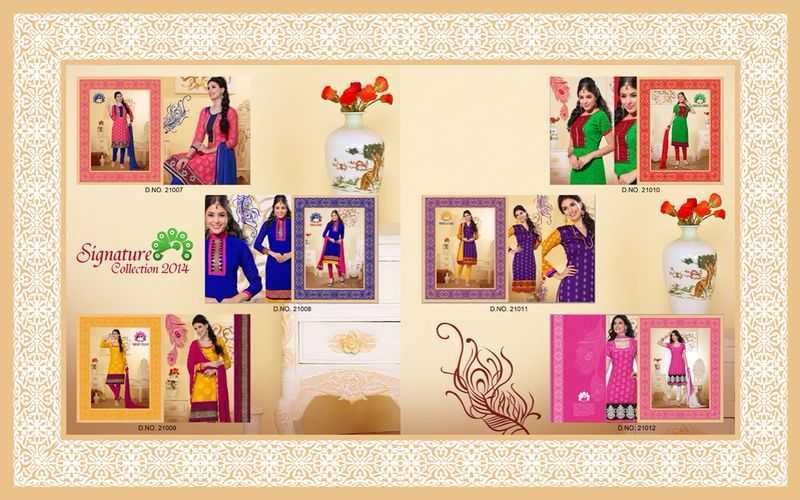 D.NO. 21007
D.NO. 21010
Signature
Collection 2014
D.NO. 21008
D.NO. 21011
D.NO. 21009
D.NO. 21012